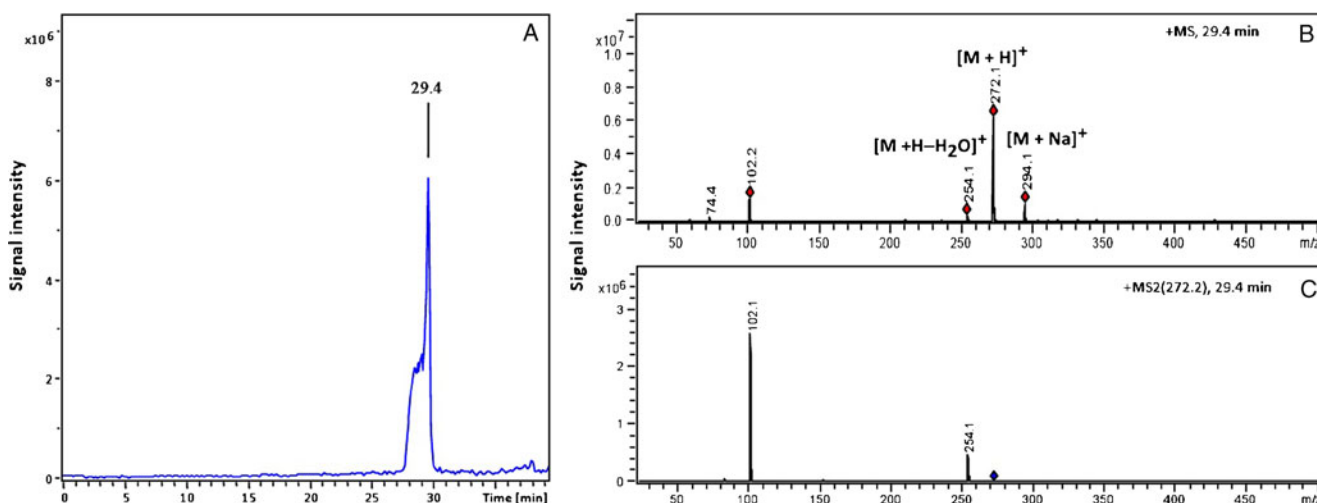 A
x10⁶
8
6
4
2
0
Signal intensity
29.4
0 5 10 15 20 25 30 35 Time [min]
B
+MS, 29.4 min
x10⁷
1.0
0.8
0.6
0.4
0.2
0.0
Signal intensity
[M + H]⁺
272.1
[M +H–H₂O]⁺
254.1
[M + Na]⁺
294.1
102.2
74.4
50 100 150 200 250 300 350 400 450 m/z
C
+MS2(272.2), 29.4 min
x10⁶
3
2
1
0
Signal intensity
102.1
254.1
50 100 150 200 250 300 350 400 450 m/z